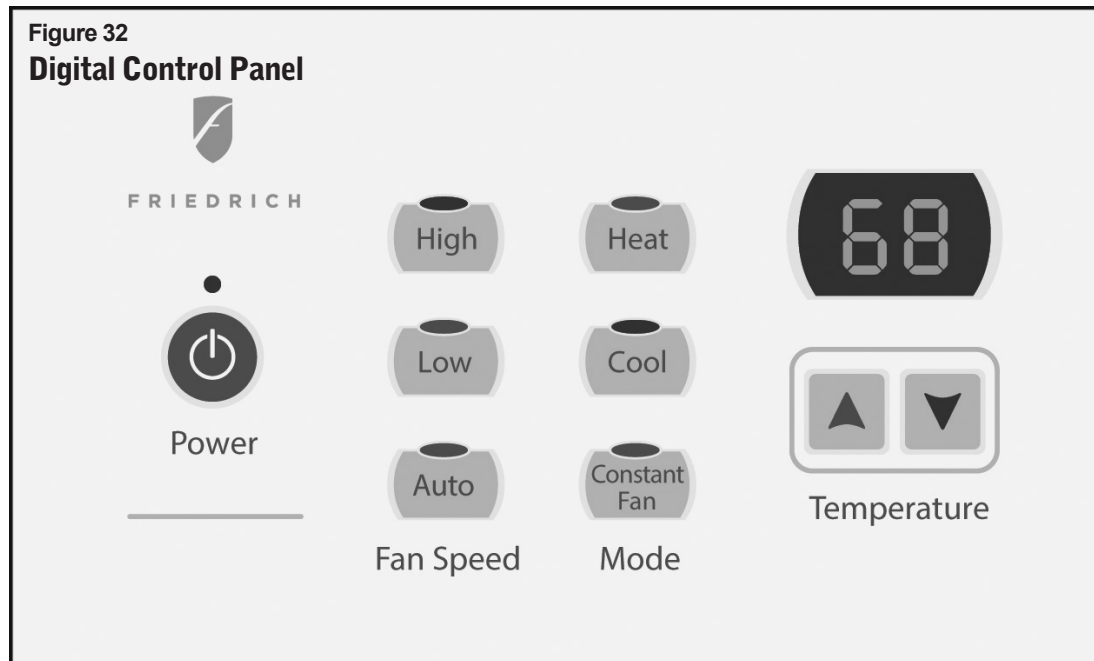 Figure 32
Digital Control Panel
FRIEDRICH
Power
High
Low
Auto
Fan Speed
Heat
Cool
Constant
Fan
Mode
68
Temperature